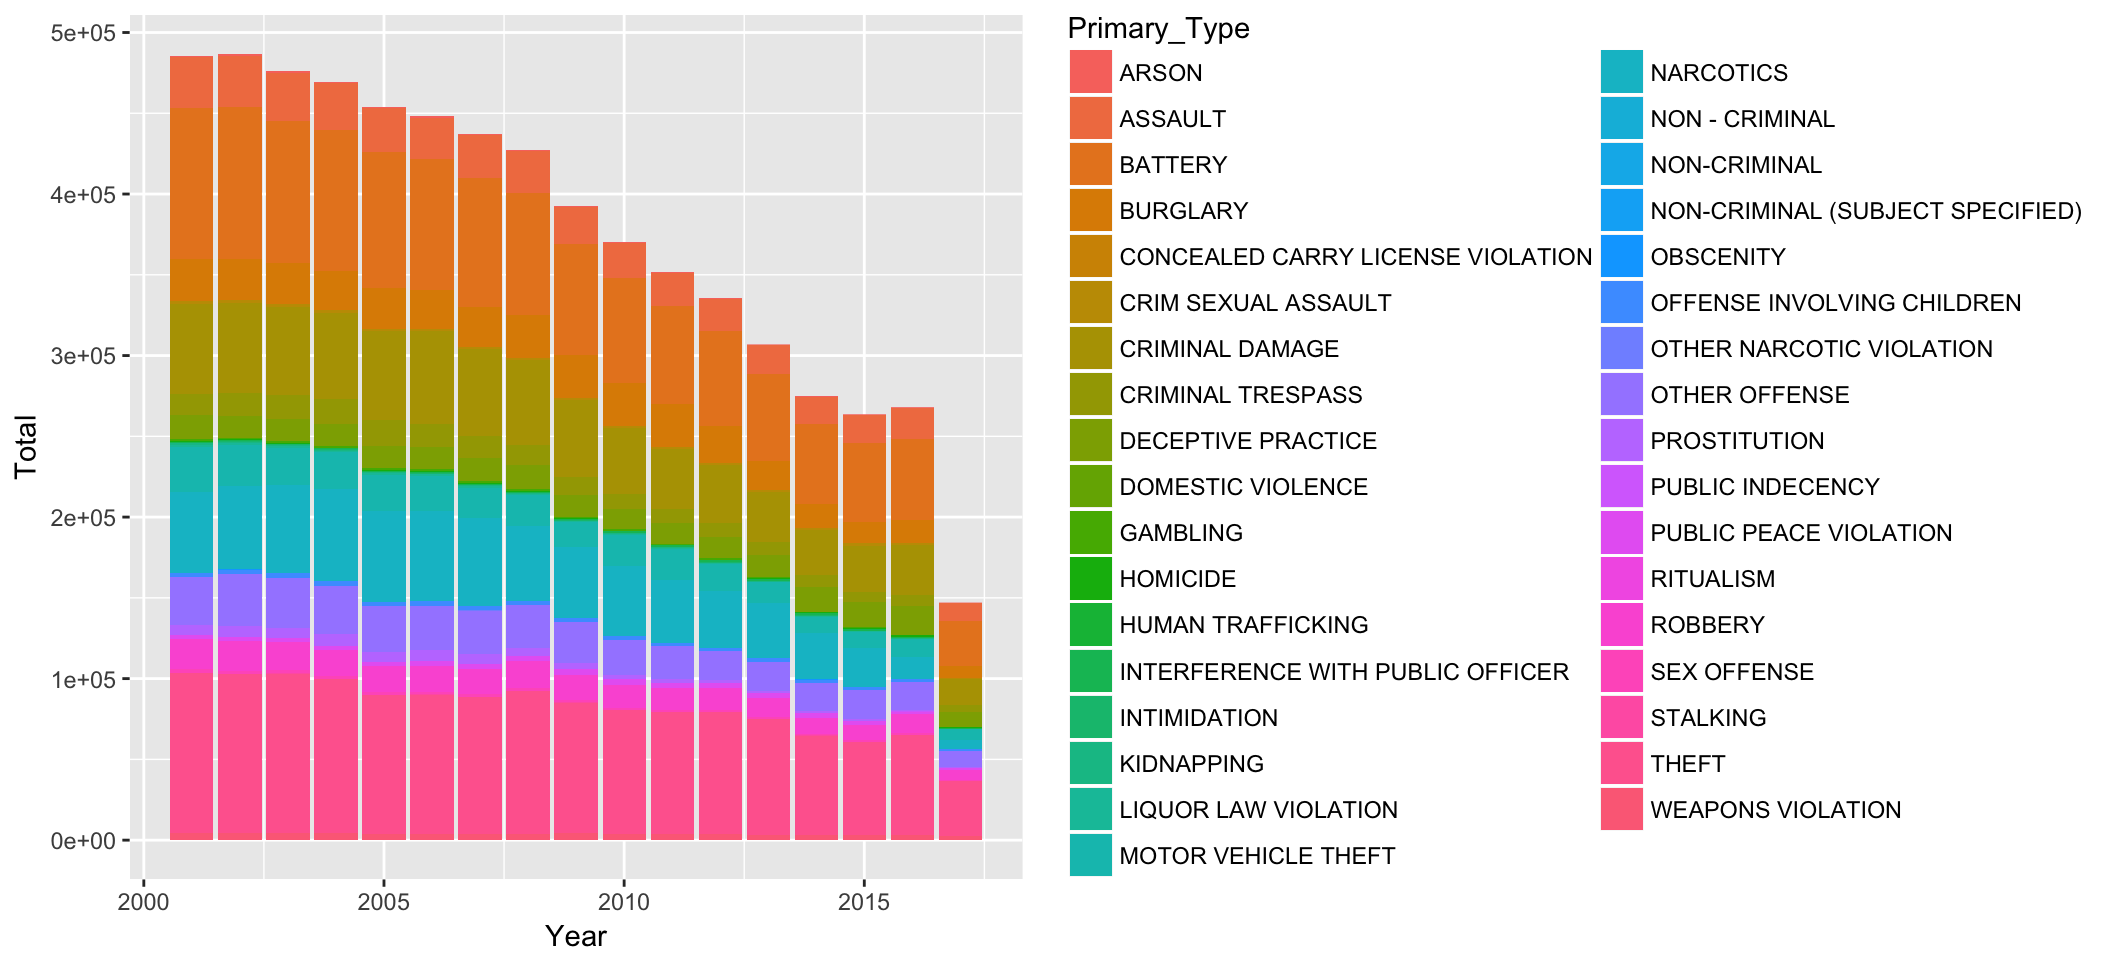 5e+05
4e+05
3e+05
2e+05
1e+05
0e+00
Total
2000
2005
2010
2015
Year
Primary_Type
ARSON
ASSAULT
BATTERY
BURGLARY
CONCEALED CARRY LICENSE VIOLATION
CRIM SEXUAL ASSAULT
CRIMINAL DAMAGE
CRIMINAL TRESPASS
DECEPTIVE PRACTICE
DOMESTIC VIOLENCE
GAMBLING
HOMICIDE
HUMAN TRAFFICKING
INTERFERENCE WITH PUBLIC OFFICER
INTIMIDATION
KIDNAPPING
LIQUOR LAW VIOLATION
MOTOR VEHICLE THEFT
NARCOTICS
NON - CRIMINAL
NON-CRIMINAL
NON-CRIMINAL (SUBJECT SPECIFIED)
OBSCENITY
OFFENSE INVOLVING CHILDREN
OTHER NARCOTIC VIOLATION
OTHER OFFENSE
PROSTITUTION
PUBLIC INDECENCY
PUBLIC PEACE VIOLATION
RITUALISM
ROBBERY
SEX OFFENSE
STALKING
THEFT
WEAPONS VIOLATION